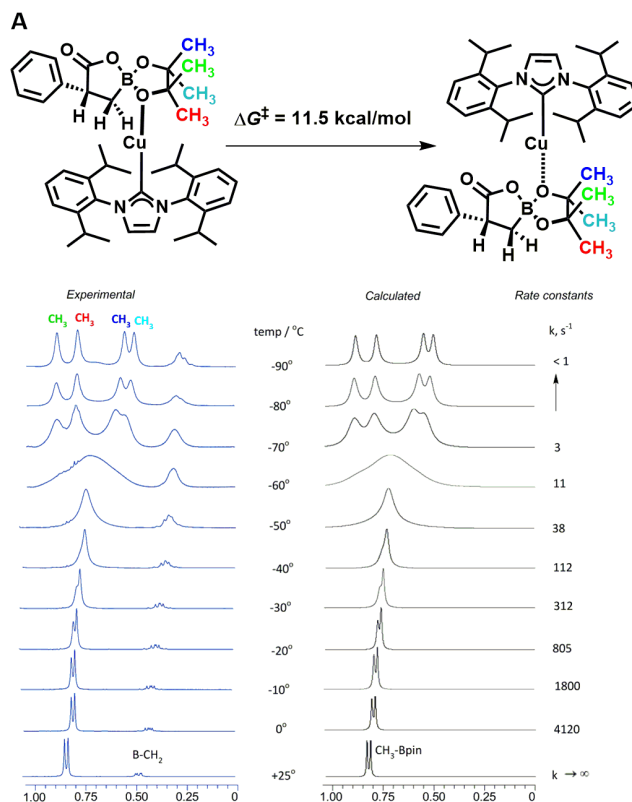 A
O
O
O
B
O
CH₃
CH₃
CH₃
CH₃
H
H
H
Cu
N
N
ΔG‡ = 11.5 kcal/mol
N
N
Cu
O
O
O
B
O
CH₃
CH₃
CH₃
CH₃
H
H
H
Experimental
Calculated
Rate constants
CH₃ CH₃ CH₃ CH₃
temp / °C
k, s⁻¹
-90° < 1
-80°
-70° 3
-60° 11
-50° 38
-40° 112
-30° 312
-20° 805
-10° 1800
0° 4120
B-CH₂
CH₃-Bpin
+25° k → ∞
1.00 0.75 0.50 0.25 0
1.00 0.75 0.50 0.25 0.00